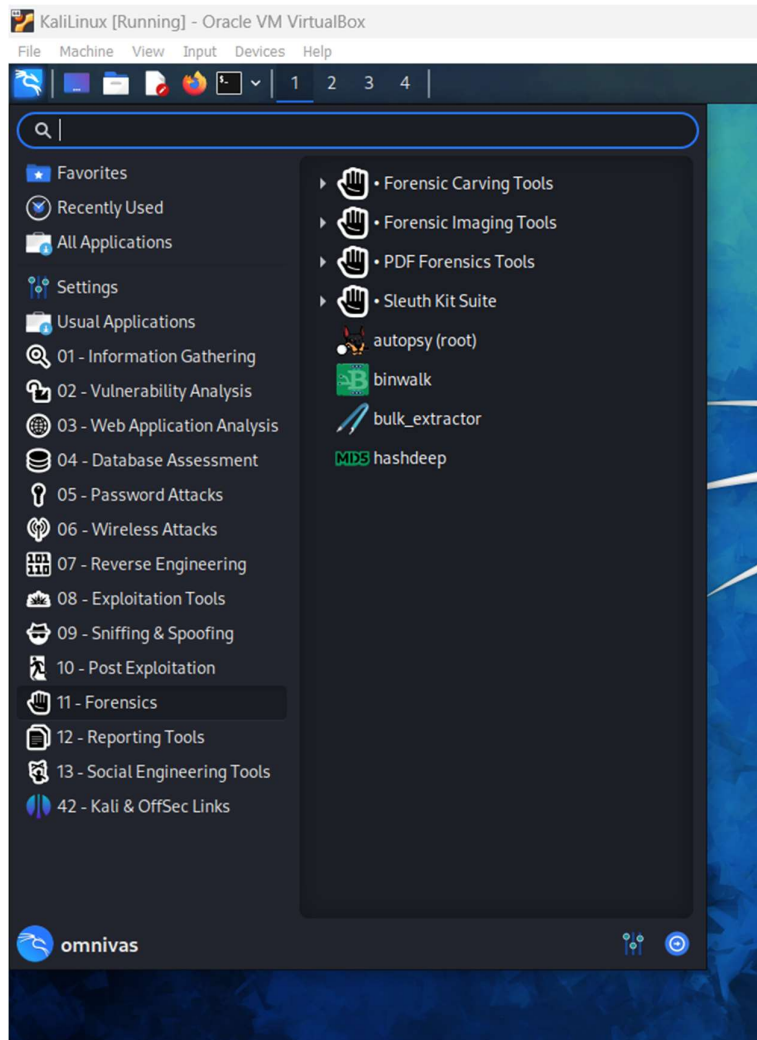 KaliLinux [Running] - Oracle VM VirtualBox
File Machine View Input Devices Help
$- 1 2 3 4
Favorites
Recently Used
All Applications
Settings
Usual Applications
01 - Information Gathering
02 - Vulnerability Analysis
03 - Web Application Analysis
04 - Database Assessment
05 - Password Attacks
06 - Wireless Attacks
101
110 07 - Reverse Engineering
08 - Exploitation Tools
09 - Sniffing & Spoofing
10 - Post Exploitation
11 - Forensics
12 - Reporting Tools
13 - Social Engineering Tools
42 - Kali & OffSec Links
• Forensic Carving Tools
• Forensic Imaging Tools
• PDF Forensics Tools
• Sleuth Kit Suite
autopsy (root)
B binwalk
bulk_extractor
MD5 hashdeep
omnivas